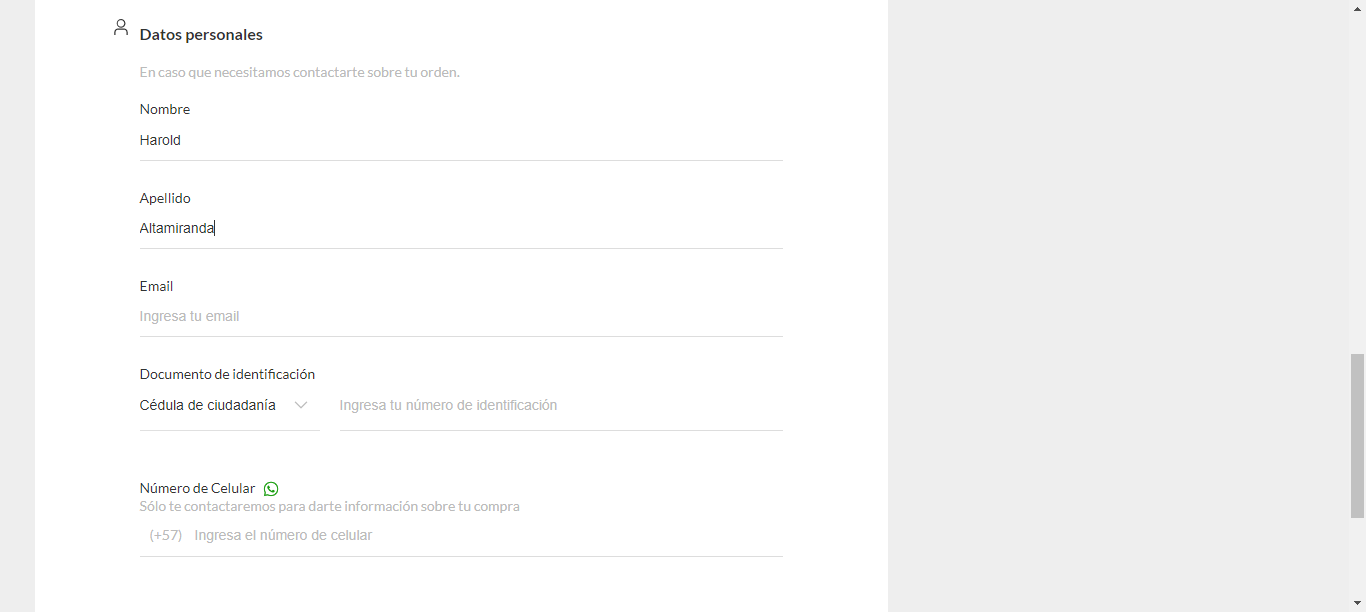 Datos personales
En caso que necesitamos contactarte sobre tu orden.
Nombre
Harold
Apellido
Altamiranda
Email
Ingresa tu email
Documento de identificación
Cédula de ciudadanía Ingresa tu número de identificación
Número de Celular
Sólo te contactaremos para darte información sobre tu compra
(+57) Ingresa el número de celular